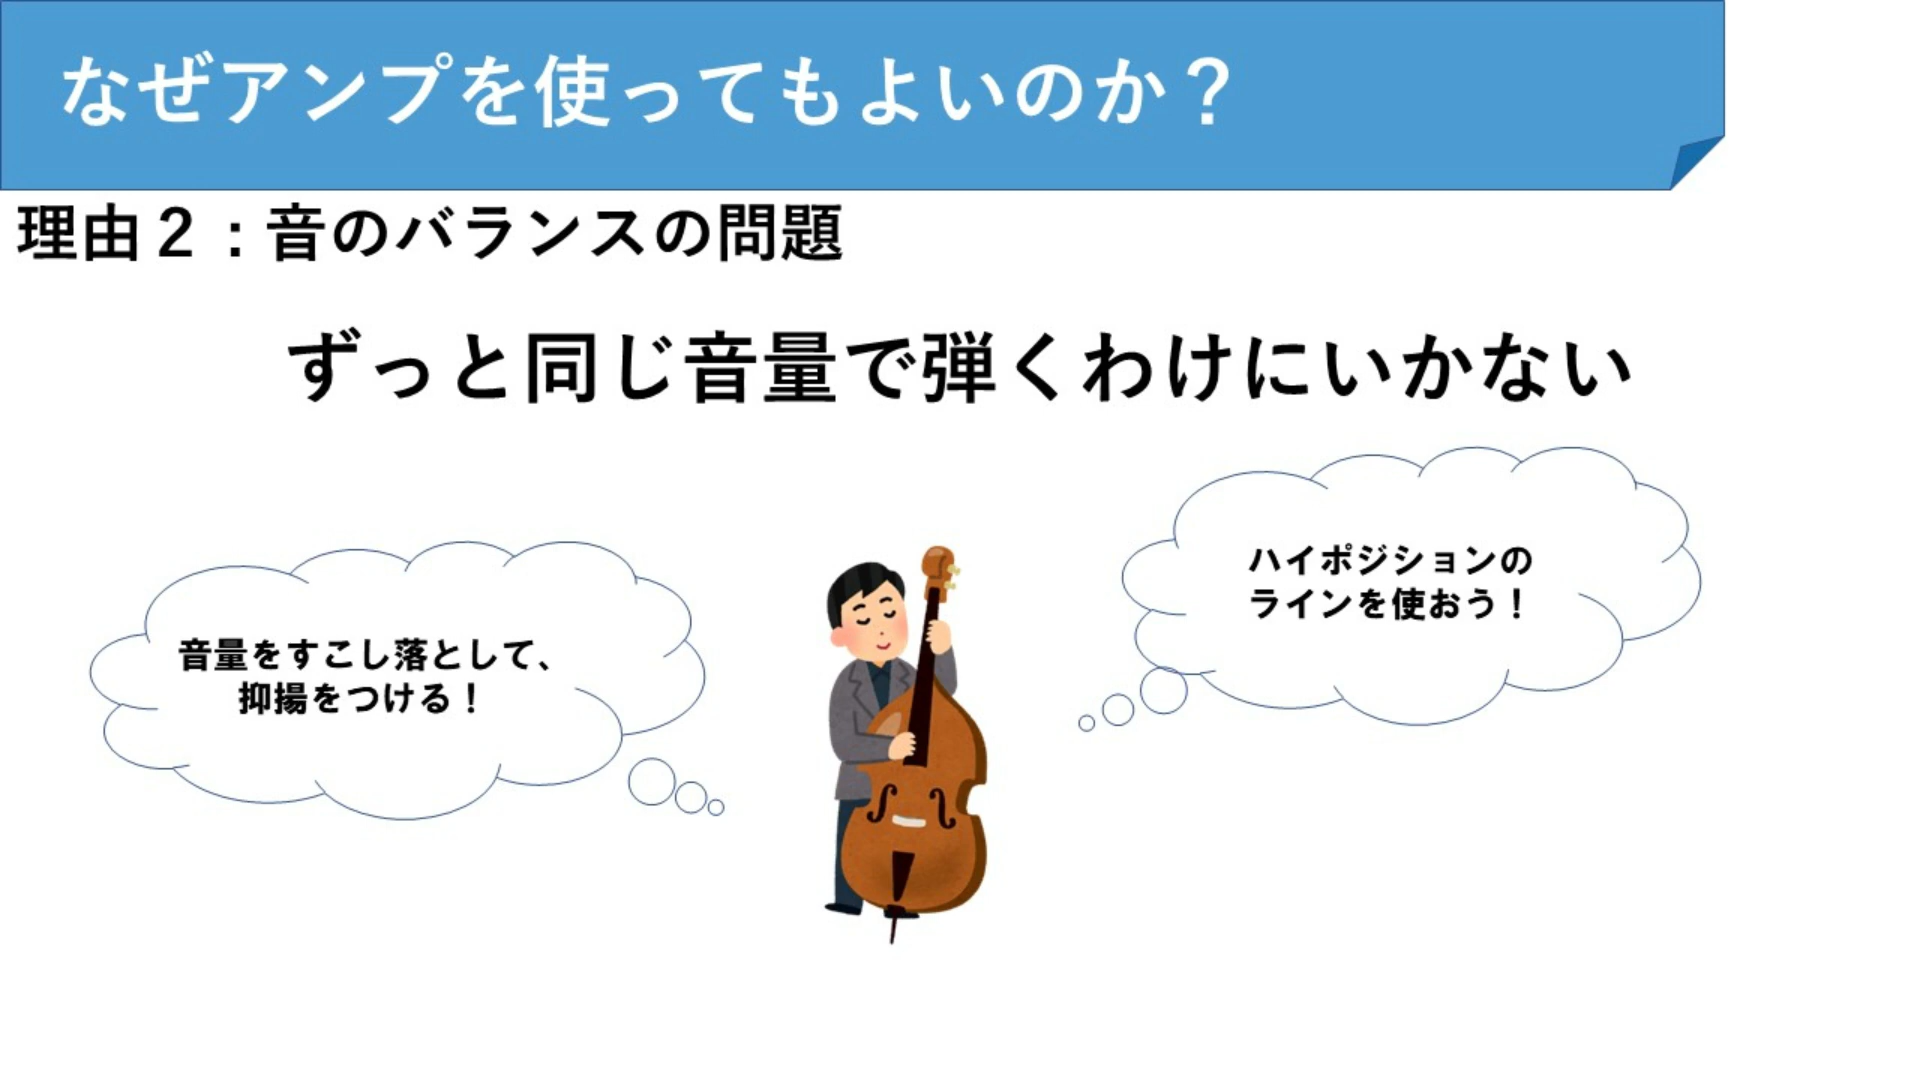 なぜアンプを使ってもよいのか？
理由２：音のバランスの問題
ずっと同じ音量で弾くわけにいかない
ハイポジションの
ラインを使おう！
音量をすこし落として、
抑揚をつける！